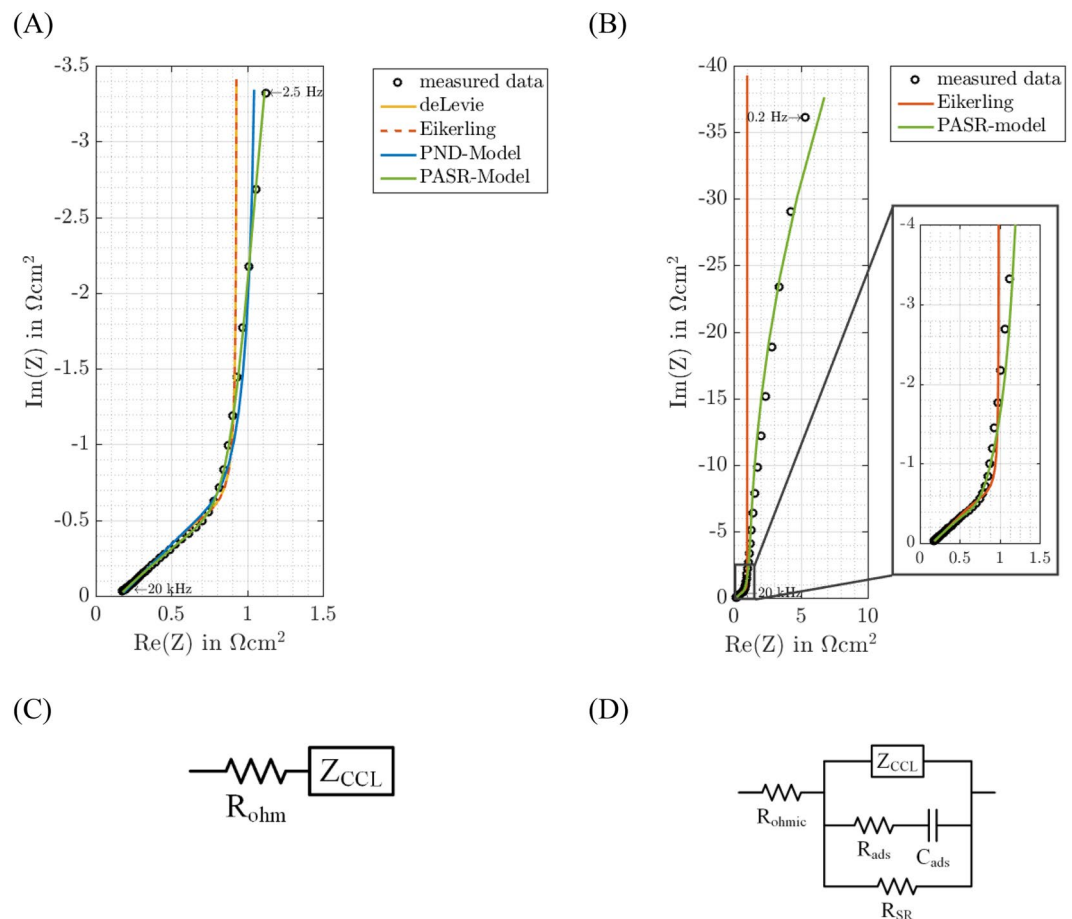 (A)
-3.5
-3
-2.5
-2
-1.5
-1
-0.5
0
Im(Z) in Ωcm²
0
0.5
1
1.5
Re(Z) in Ωcm²
←2.5 Hz
←20 kHz
measured data
deLevie
Eikerling
PND-Model
PASR-Model
(B)
-40
-35
-30
-25
-20
-15
-10
-5
0
Im(Z) in Ωcm²
0
5
10
Re(Z) in Ωcm²
0.2 Hz→
←20 kHz
measured data
Eikerling
PASR-model
-4
-3
-2
-1
0
0
0.5
1
1.5
(C)
R_ohm
Z_CCL
(D)
Z_CCL
R_ohmic
R_ads
C_ads
R_SR